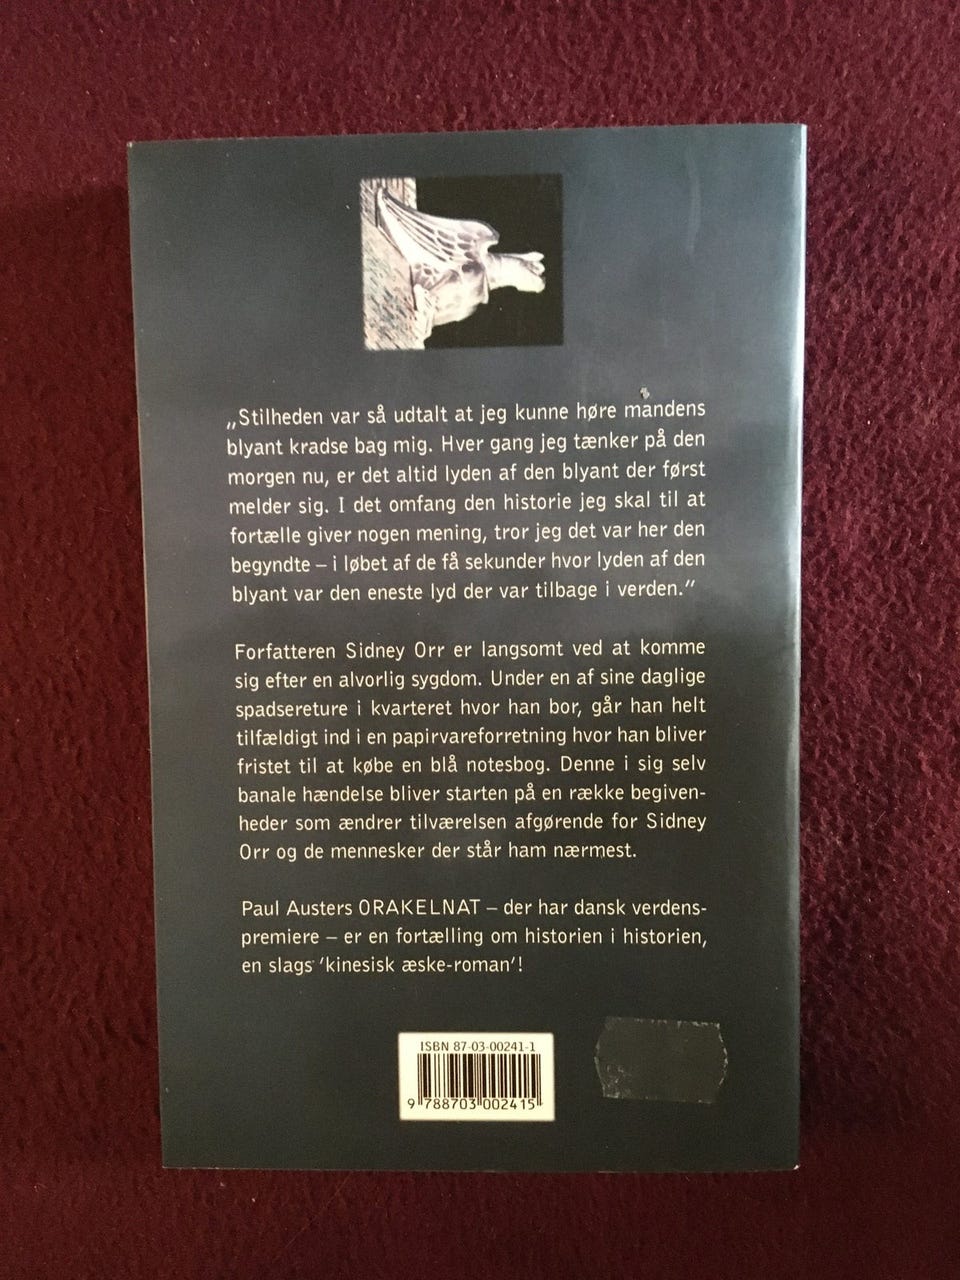 „Stilheden var så udtalt at jeg kunne høre mandens
blyant kradse bag mig. Hver gang jeg tænker på den
morgen nu, er det altid lyden af den blyant der først
melder sig. I det omfang den historie jeg skal til at
fortælle giver nogen mening, tror jeg det var her den
begyndte – i løbet af de få sekunder hvor lyden af den
blyant var den eneste lyd der var tilbage i verden.”
Forfatteren Sidney Orr er langsomt ved at komme
sig efter en alvorlig sygdom. Under en af sine daglige
spadsereture i kvarteret hvor han bor, går han helt
tilfældigt ind i en papirvareforretning hvor han bliver
fristet til at købe en blå notesbog. Denne i sig selv
banale hændelse bliver starten på en række begiven-
heder som ændrer tilværelsen afgørende for Sidney
Orr og de mennesker der står ham nærmest.
Paul Austers ORAKELNAT – der har dansk verdens-
premiere – er en fortælling om historien i historien,
en slags ’kinesisk æske-roman’!
ISBN 87-03-00241-1
9 788703 002415